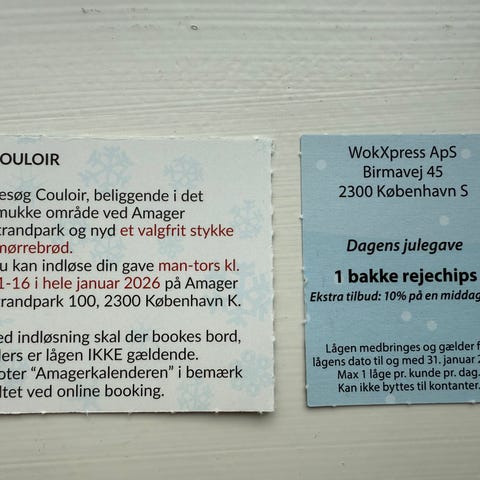 OULOIR
esøg Couloir, beliggende i det
mukke område ved Amager
trandpark og nyd et valgfrit stykke
mørrebrød.
u kan indløse din gave man-tors kl.
1-16 i hele januar 2026 på Amager
trandpark 100, 2300 København K.
ed indløsning skal der bookes bord,
ders er lågen IKKE gældende.
oter “Amagerkalenderen” i bemærk
ltet ved online booking.
WokXpress ApS
Birmavej 45
2300 København S
Dagens julegave
1 bakke rejechips
Ekstra tilbud: 10% på en middag
Lågen medbringes og gælder f
lågens dato til og med 31. januar 2
Max 1 låge pr. kunde pr. dag.
Kan ikke byttes til kontanter.